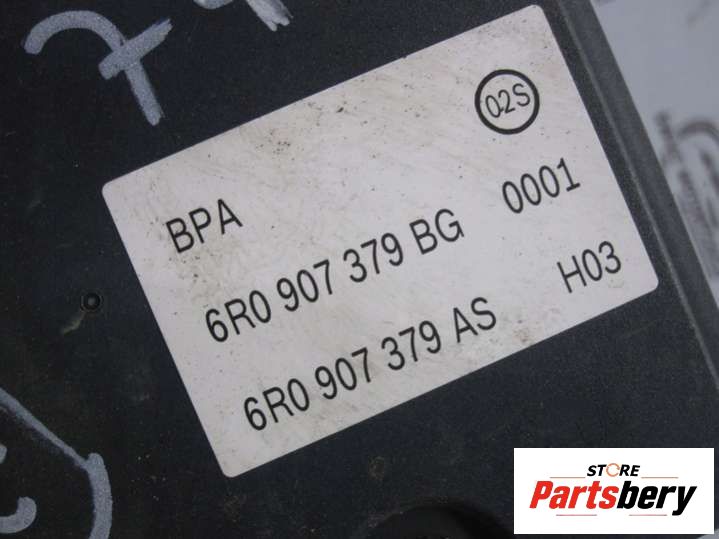 02S
BPA
6R0 907 379 BG 0001
6R0 907 379 AS H03
STORE
Partsbery